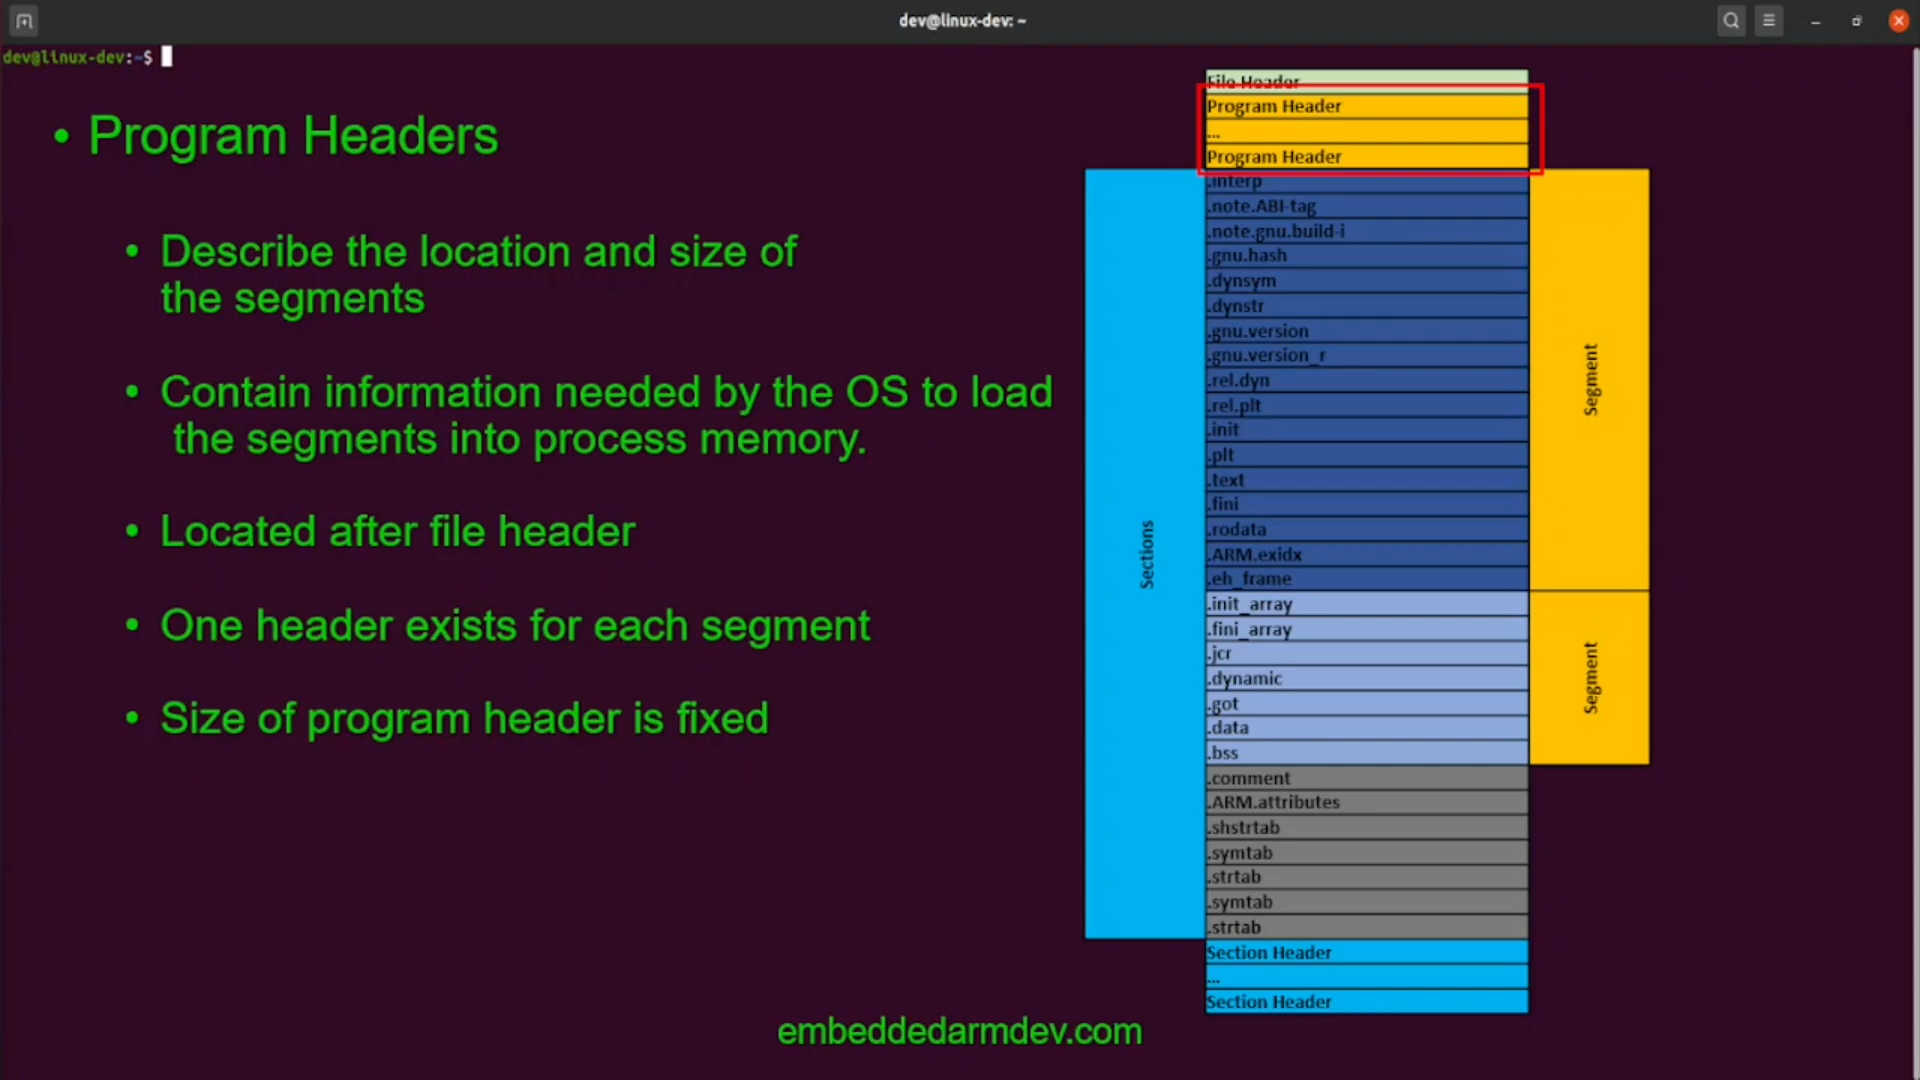 dev@linux-dev: ~
dev@linux-dev:~$
• Program Headers
• Describe the location and size of
the segments
• Contain information needed by the OS to load
the segments into process memory.
• Located after file header
• One header exists for each segment
• Size of program header is fixed
File Header
Program Header
...
Program Header
.interp
.note.ABI-tag
.note.gnu.build-i
.gnu.hash
.dynsym
.dynstr
.gnu.version
.gnu.version_r
.rel.dyn
.rel.plt
.init
.plt
.text
.fini
.rodata
.ARM.exidx
.eh_frame
.init_array
.fini_array
.jcr
.dynamic
.got
.data
.bss
.comment
.ARM.attributes
.shstrtab
.symtab
.strtab
.symtab
.strtab
Section Header
...
Section Header
Sections
Segment
Segment
embeddedarmdev.com